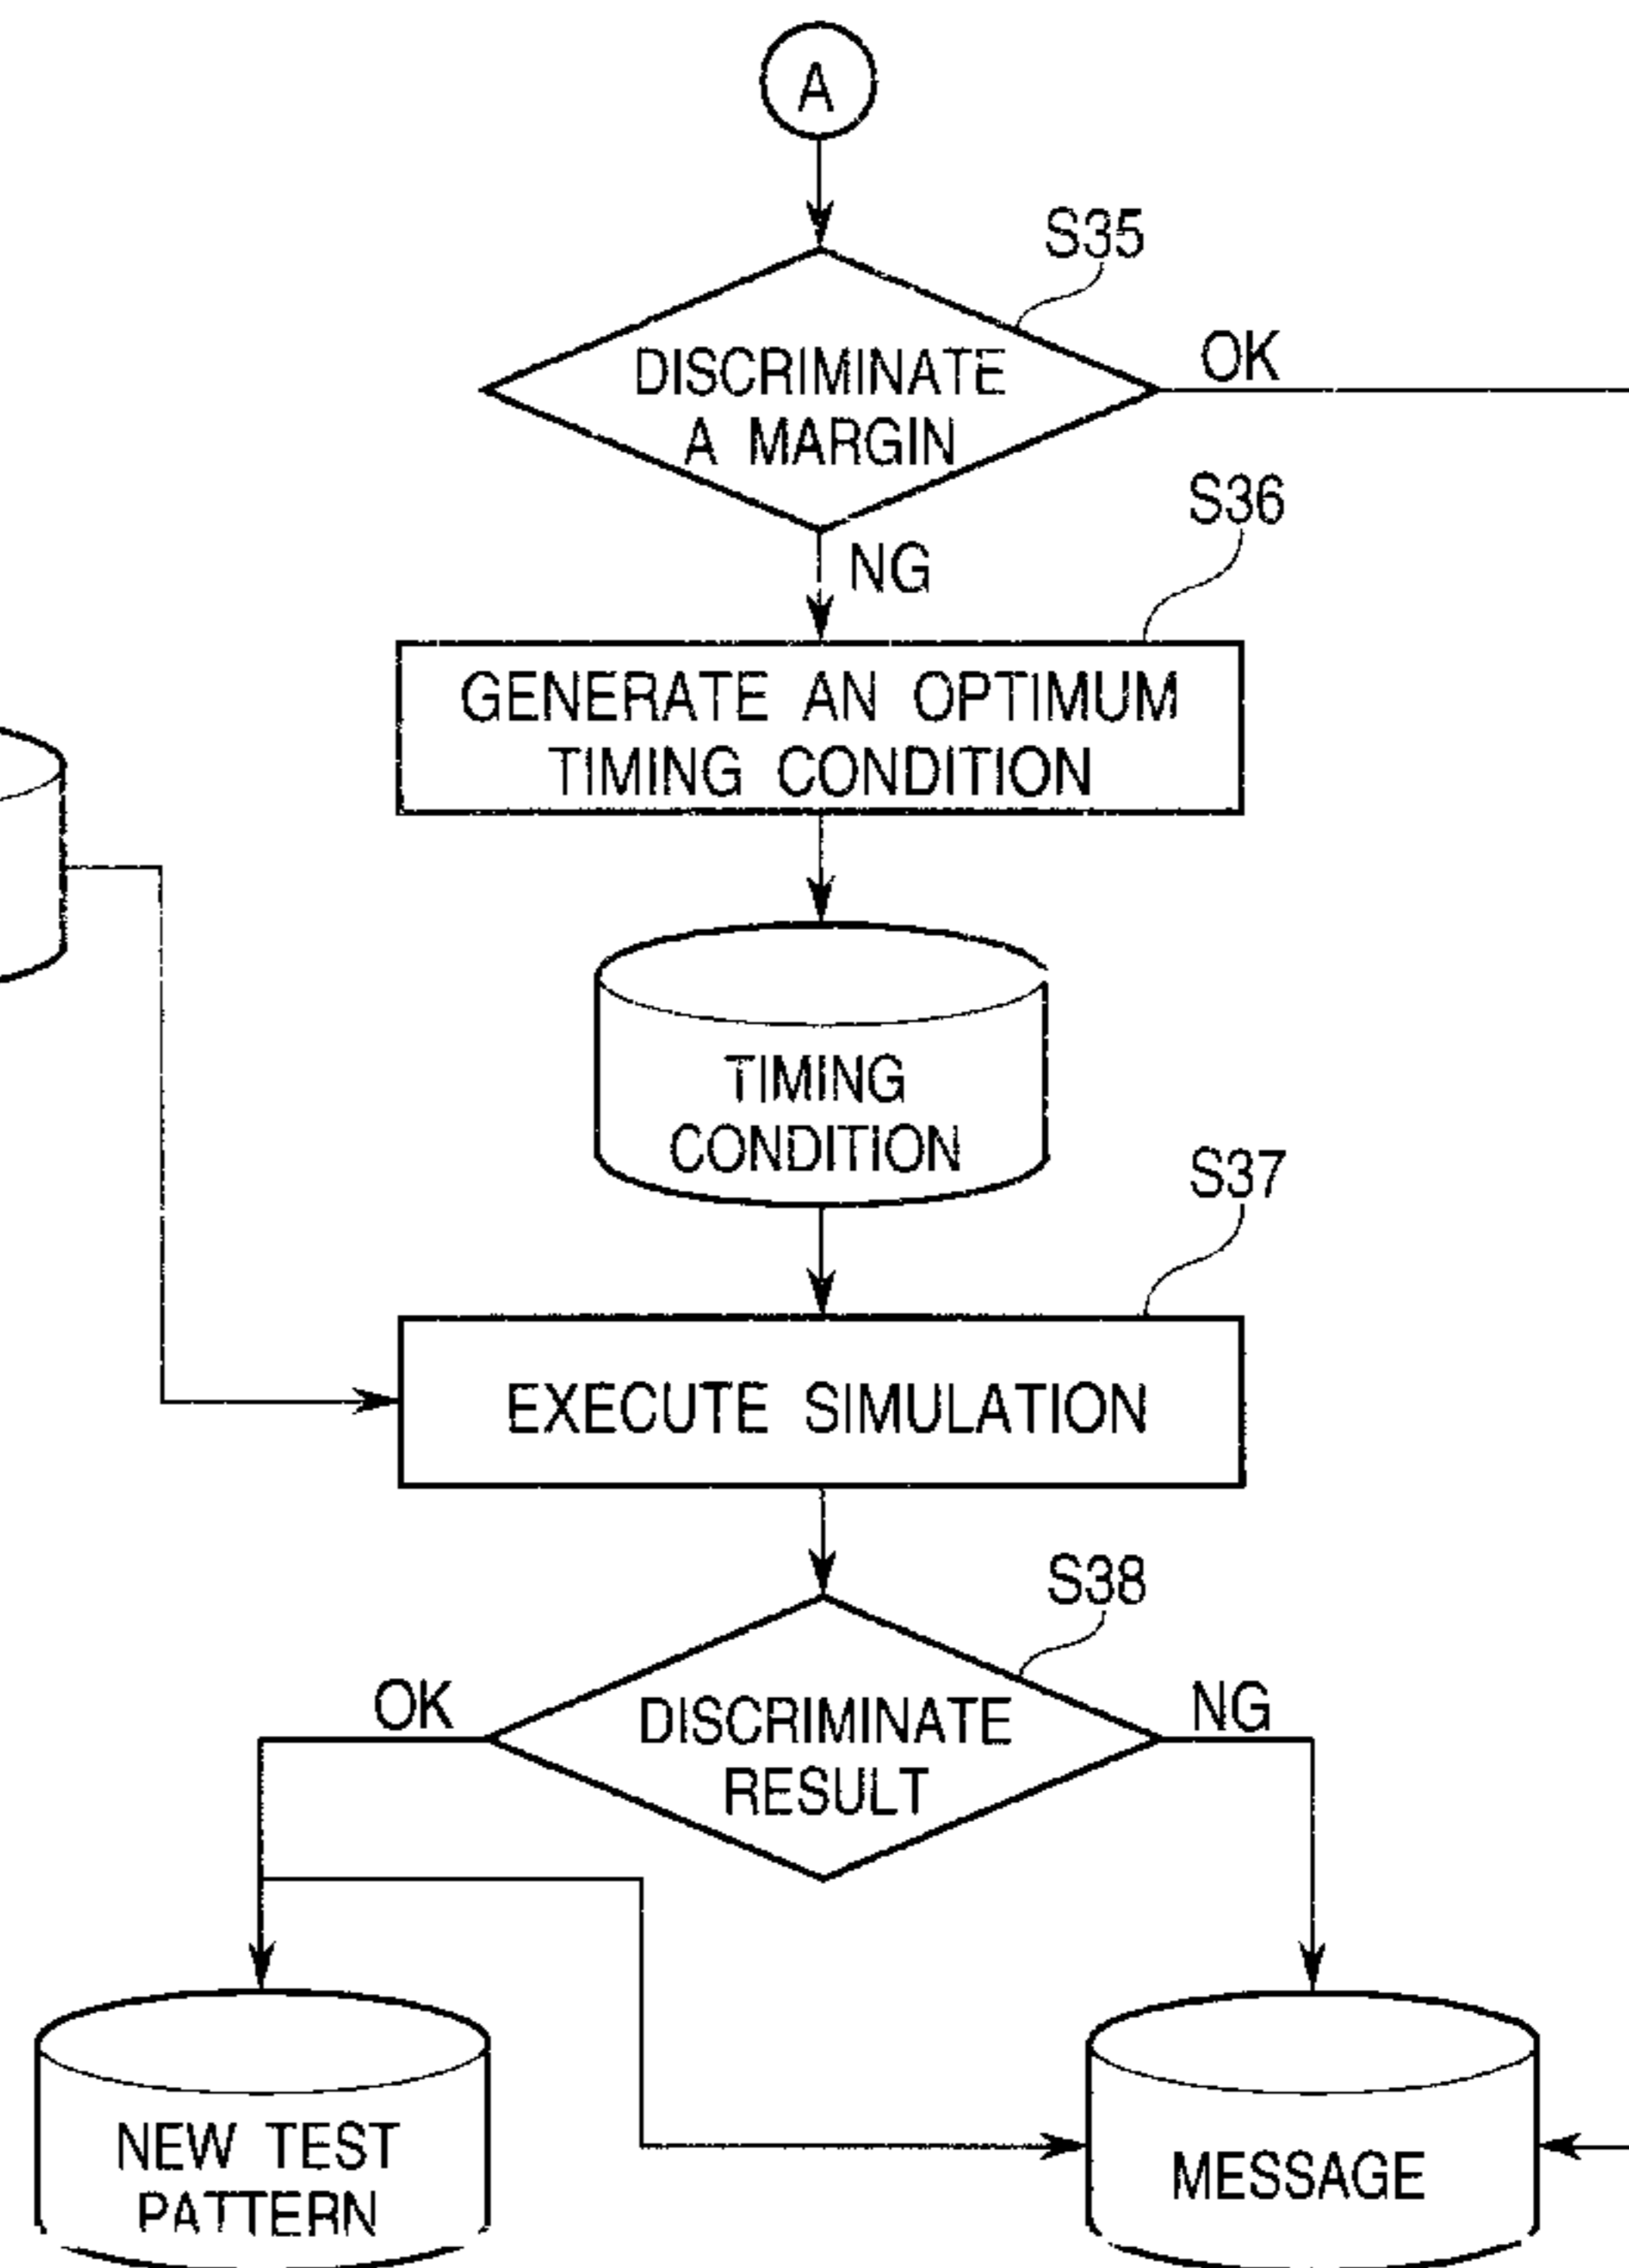 A
S35
DISCRIMINATE
A MARGIN
OK
S36
NG
GENERATE AN OPTIMUM
TIMING CONDITION
TIMING
CONDITION
S37
EXECUTE SIMULATION
S38
OK
DISCRIMINATE
RESULT
NG
NEW TEST
PATTERN
MESSAGE